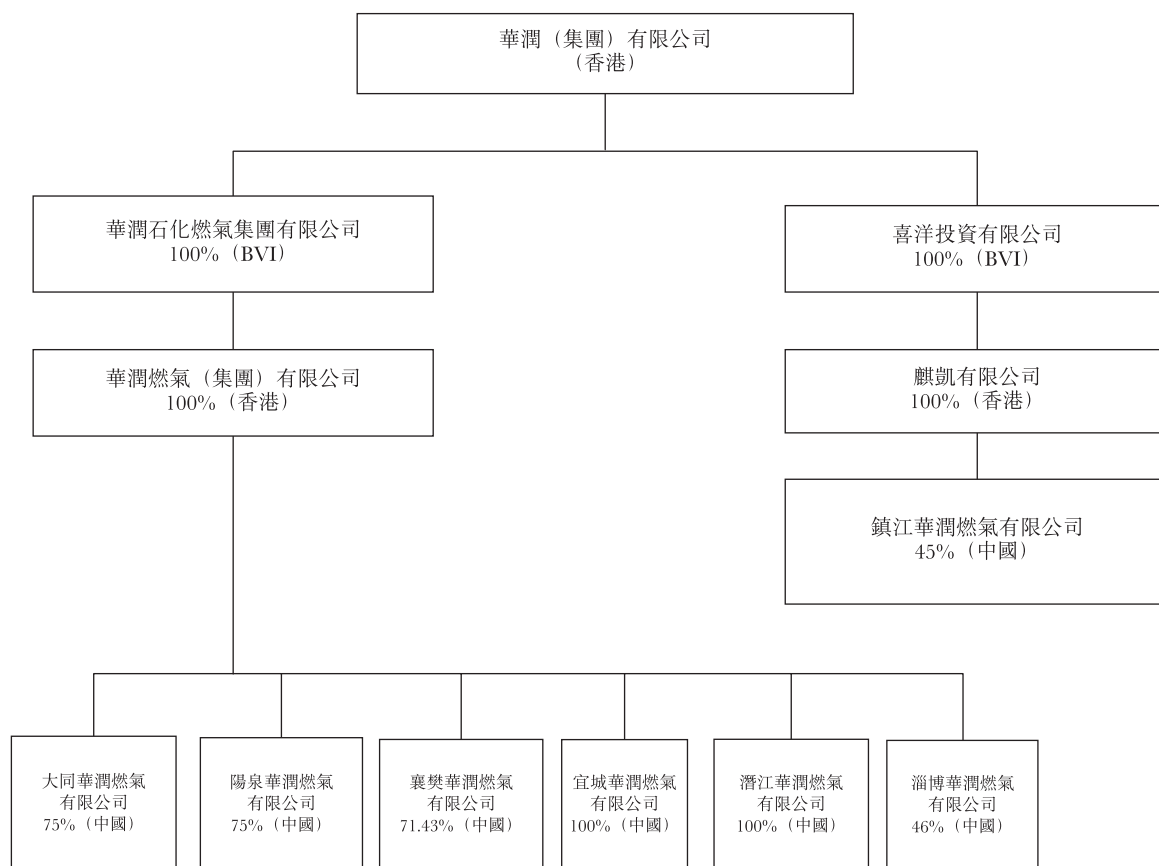 華潤（集團）有限公司
（香港）
華潤石化燃氣集團有限公司
100%（BVI）
喜洋投資有限公司
100%（BVI）
華潤燃氣（集團）有限公司
100%（香港）
麒凱有限公司
100%（香港）
鎮江華潤燃氣有限公司
45%（中國）
大同華潤燃氣
有限公司
75%（中國）
陽泉華潤燃氣
有限公司
75%（中國）
襄樊華潤燃氣
有限公司
71.43%（中國）
宜城華潤燃氣
有限公司
100%（中國）
潛江華潤燃氣
有限公司
100%（中國）
淄博華潤燃氣
有限公司
46%（中國）